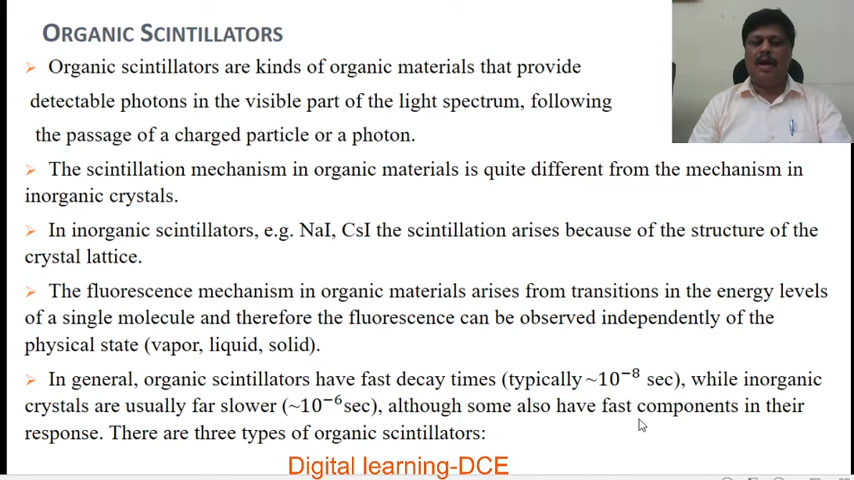 ORGANIC SCINTILLATORS
Organic scintillators are kinds of organic materials that provide
detectable photons in the visible part of the light spectrum, following
the passage of a charged particle or a photon.
The scintillation mechanism in organic materials is quite different from the mechanism in
inorganic crystals.
In inorganic scintillators, e.g. NaI, CsI the scintillation arises because of the structure of the
crystal lattice.
The fluorescence mechanism in organic materials arises from transitions in the energy levels
of a single molecule and therefore the fluorescence can be observed independently of the
physical state (vapor, liquid, solid).
In general, organic scintillators have fast decay times (typically ~10⁻⁸ sec), while inorganic
crystals are usually far slower (~10⁻⁶sec), although some also have fast components in their
response. There are three types of organic scintillators:
Digital learning-DCE